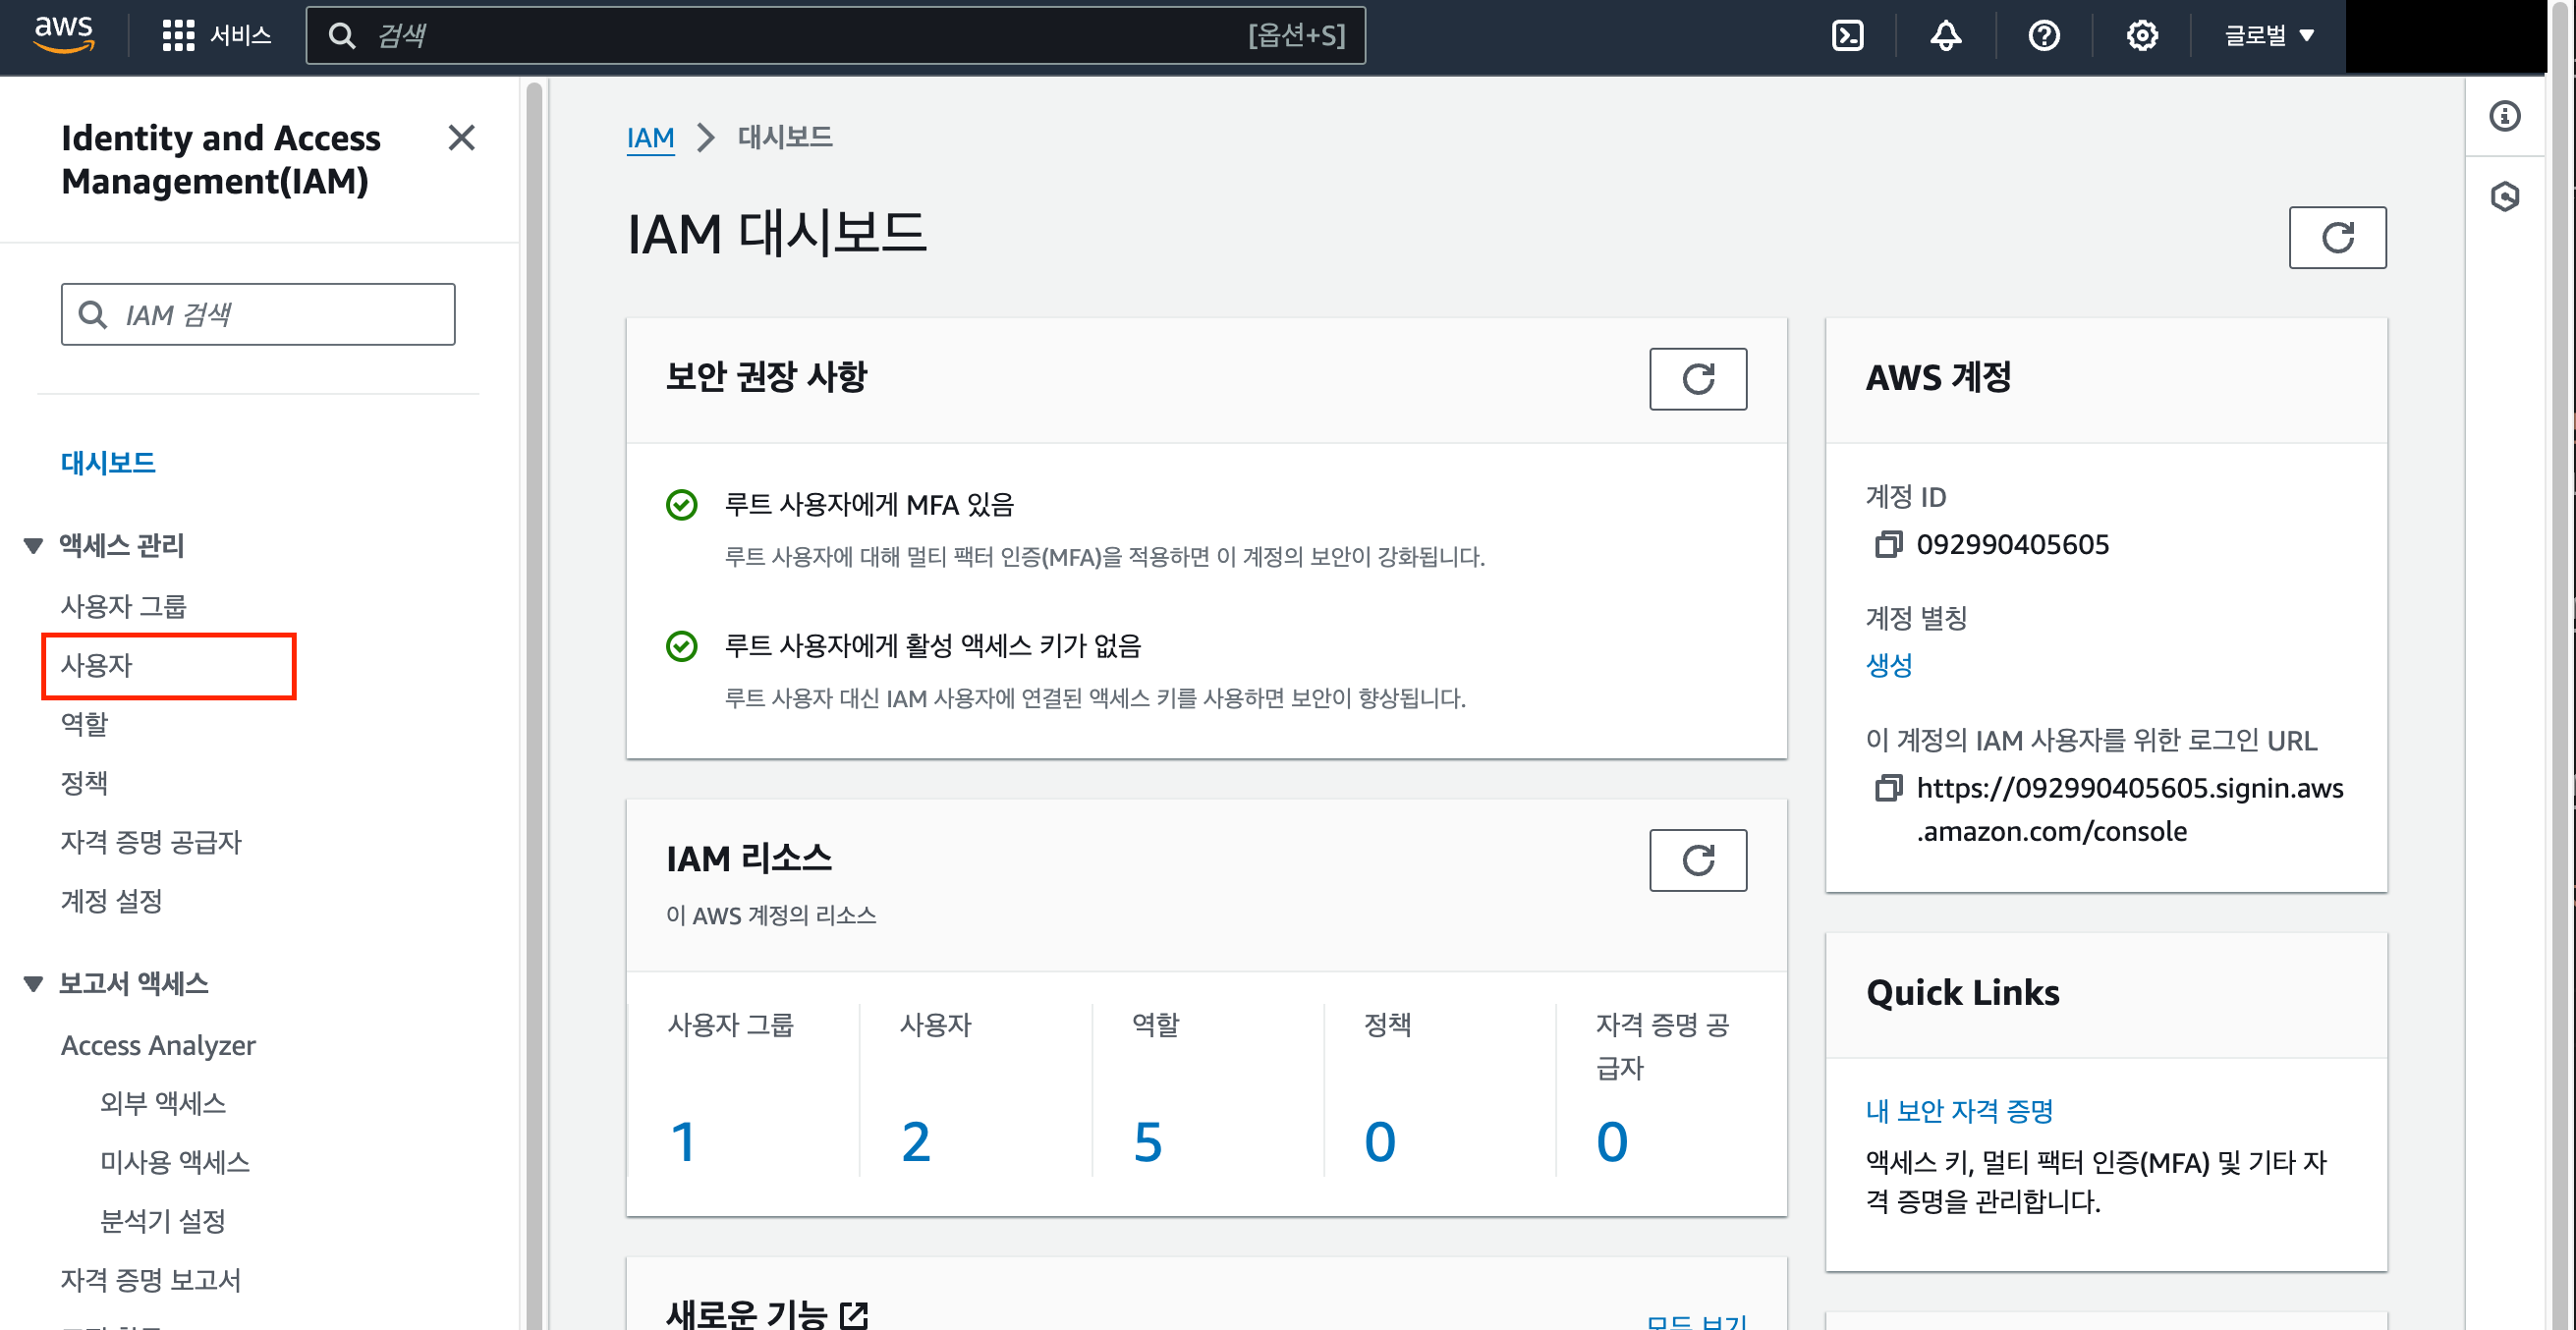 aws
서비스
검색
[옵션+S]
글로벌
Identity and Access
Management(IAM)
IAM 검색
대시보드
액세스 관리
사용자 그룹
사용자
역할
정책
자격 증명 공급자
계정 설정
보고서 액세스
Access Analyzer
외부 액세스
미사용 액세스
분석기 설정
자격 증명 보고서
IAM
대시보드
IAM 대시보드
보안 권장 사항
루트 사용자에게 MFA 있음
루트 사용자에 대해 멀티 팩터 인증(MFA)을 적용하면 이 계정의 보안이 강화됩니다.
루트 사용자에게 활성 액세스 키가 없음
루트 사용자 대신 IAM 사용자에 연결된 액세스 키를 사용하면 보안이 향상됩니다.
IAM 리소스
이 AWS 계정의 리소스
사용자 그룹
1
사용자
2
역할
5
정책
0
자격 증명 공
급자
0
새로운 기능
모두 보기
AWS 계정
계정 ID
092990405605
계정 별칭
생성
이 계정의 IAM 사용자를 위한 로그인 URL
https://092990405605.signin.aws
.amazon.com/console
Quick Links
내 보안 자격 증명
액세스 키, 멀티 팩터 인증(MFA) 및 기타 자
격 증명을 관리합니다.